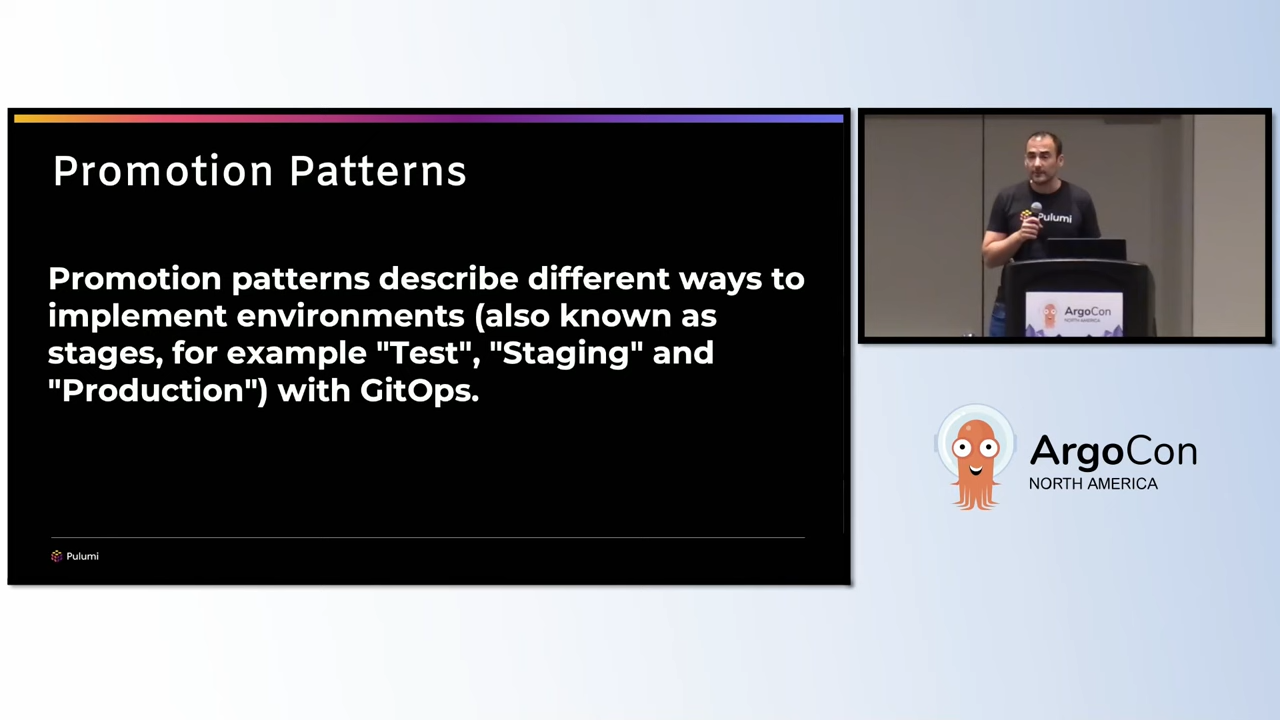 Promotion Patterns
Promotion patterns describe different ways to
implement environments (also known as
stages, for example "Test", "Staging" and
"Production") with GitOps.
Pulumi
Pulumi
ArgoCon
NORTH AMERICA
ArgoCon
NORTH AMERICA